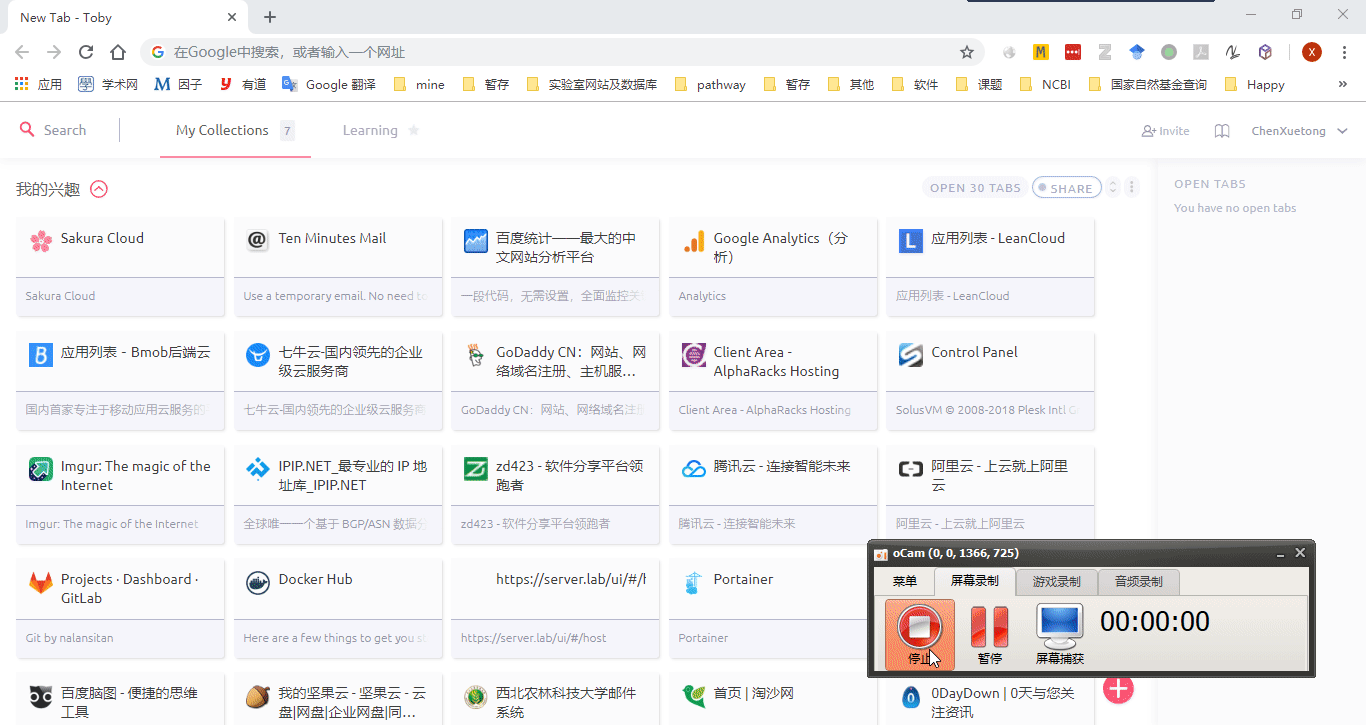 New Tab - Toby
在Google中搜索，或者输入一个网址
应用 学术网 因子 有道 Google 翻译 mine 暂存 实验室网站及数据库 pathway 暂存 其他 软件 课题 NCBI 国家自然基金查询 Happy »
Search My Collections 7 Learning Invite ChenXuetong
我的兴趣 OPEN 30 TABS SHARE
OPEN TABS
You have no open tabs
Sakura Cloud
Sakura Cloud
Ten Minutes Mail
Use a temporary email. No need to
百度统计——最大的中
文网站分析平台
一段代码，无需设置，全面监控
Google Analytics（分
析）
Analytics
应用列表 - LeanCloud
应用列表 - LeanCloud
应用列表 - Bmob后端云
国内首家专注于移动应用云服务的
七牛云-国内领先的企业
级云服务商
七牛云-国内领先的企业级云服务商
GoDaddy CN：网站、网
络域名注册、主机服...
GoDaddy CN：网站、网络域名注
Client Area -
AlphaRacks Hosting
Client Area - AlphaRacks Hosting
Control Panel
SolusVM © 2008-2018 Plesk Intl
Imgur: The magic of the
Internet
Imgur: The magic of the Internet
IPIP.NET_最专业的 IP 地
址库_IPIP.NET
全球唯一一个基于 BGP/ASN 数据
zd423 - 软件分享平台领
跑者
zd423 - 软件分享平台领跑者
腾讯云 - 连接智能未来
腾讯云 - 连接智能未来
阿里云 - 上云就上阿里
云
阿里云 - 上云就上阿里云
Projects · Dashboard ·
GitLab
Git by nalansitan
Docker Hub
Here are a few things to get you
https://server.lab/ui/#/h
https://server.lab/ui/#/host
Portainer
Portainer
oCam (0, 0, 1366, 725)
菜单 屏幕录制 游戏录制 音频录制
00:00:00
停止 暂停 屏幕捕获
百度脑图 - 便捷的思维
工具
我的坚果云 - 坚果云 - 云
盘|网盘|企业网盘|同...
西北农林科技大学邮件
系统
首页 | 淘沙网
0DayDown | 0天与您关
注资讯